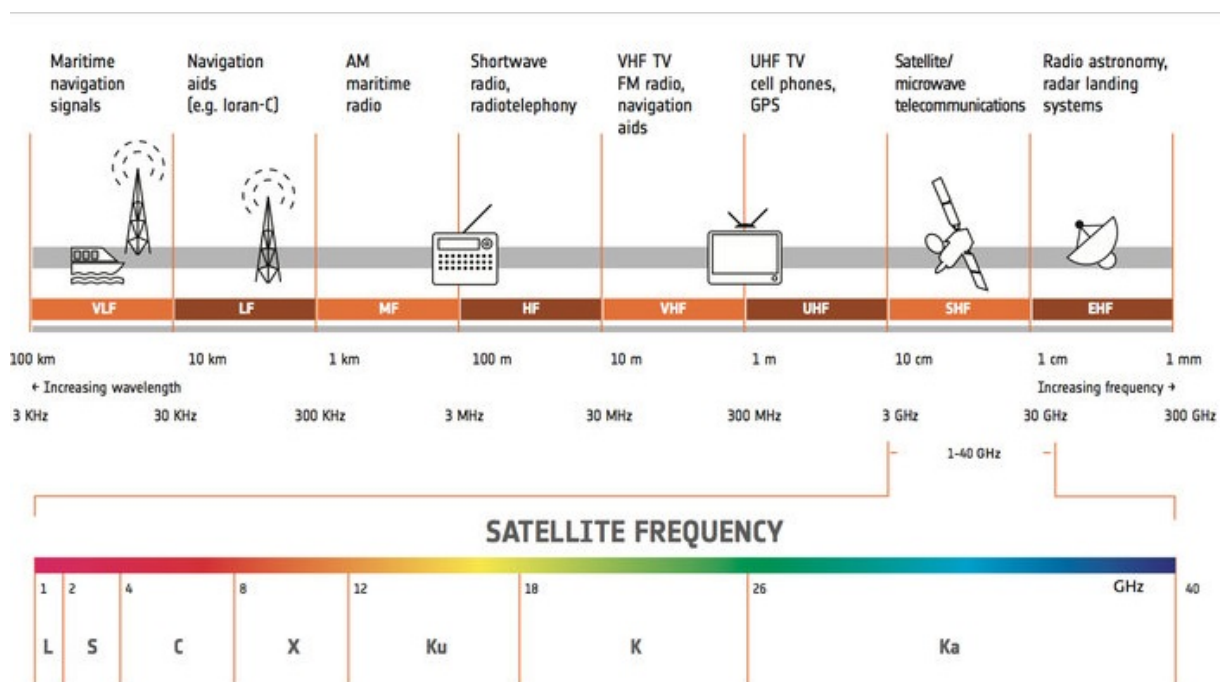 Maritime
navigation
signals
Navigation
aids
(e.g. loran-C)
AM
maritime
radio
Shortwave
radio,
radiotelephony
VHF TV
FM radio,
navigation
aids
UHF TV
cell phones,
GPS
Satellite/
microwave
telecommunications
Radio astronomy,
radar landing
systems
VLF LF MF HF VHF UHF SHF EHF
100 km 10 km 1 km 100 m 10 m 1 m 10 cm 1 cm 1 mm
← Increasing wavelength Increasing frequency →
3 KHz 30 KHz 300 KHz 3 MHz 30 MHz 300 MHz 3 GHz 30 GHz 300 GHz
1-40 GHz
SATELLITE FREQUENCY
1 2 4 8 12 18 26 GHz 40
L S C X Ku K Ka